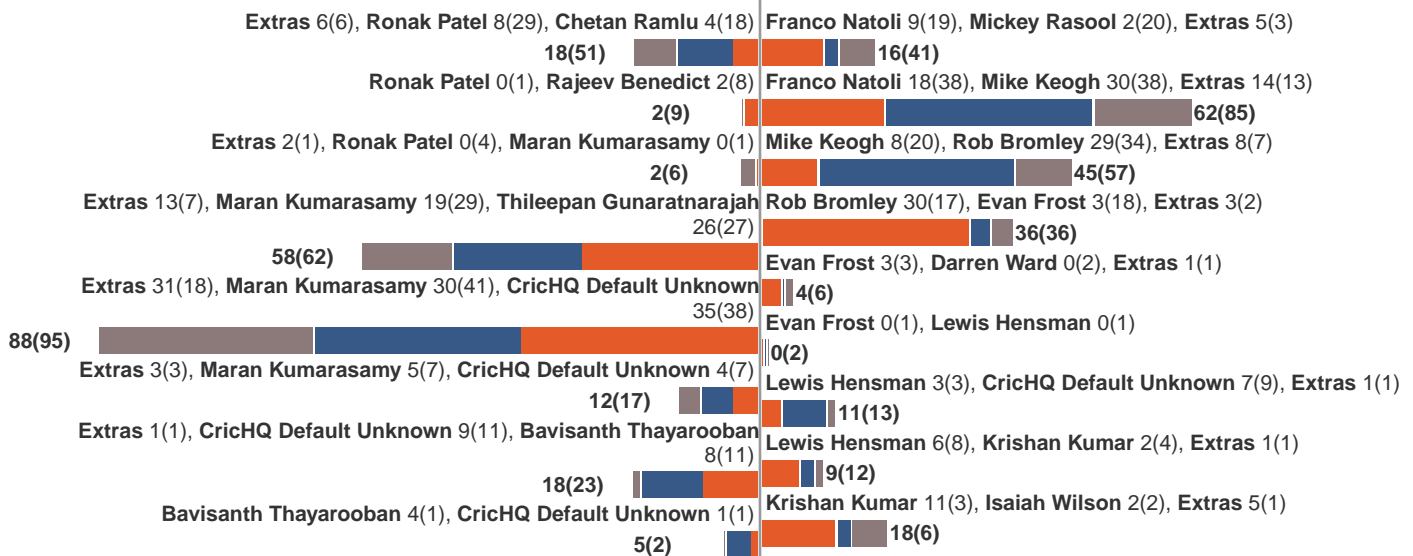 Extras 6(6), Ronak Patel 8(29), Chetan Ramlu 4(18)
18(51)
Ronak Patel 0(1), Rajeev Benedict 2(8)
2(9)
Extras 2(1), Ronak Patel 0(4), Maran Kumarasamy 0(1)
2(6)
Extras 13(7), Maran Kumarasamy 19(29), Thileepan Gunaratnarajah
26(27)
58(62)
Extras 31(18), Maran Kumarasamy 30(41), CricHQ Default Unknown
35(38)
88(95)
Extras 3(3), Maran Kumarasamy 5(7), CricHQ Default Unknown 4(7)
12(17)
Extras 1(1), CricHQ Default Unknown 9(11), Bavisanth Thayarooban
8(11)
18(23)
Bavisanth Thayarooban 4(1), CricHQ Default Unknown 1(1)
5(2)
Franco Natoli 9(19), Mickey Rasool 2(20), Extras 5(3)
16(41)
Franco Natoli 18(38), Mike Keogh 30(38), Extras 14(13)
62(85)
Mike Keogh 8(20), Rob Bromley 29(34), Extras 8(7)
45(57)
Rob Bromley 30(17), Evan Frost 3(18), Extras 3(2)
36(36)
Evan Frost 3(3), Darren Ward 0(2), Extras 1(1)
4(6)
Evan Frost 0(1), Lewis Hensman 0(1)
0(2)
Lewis Hensman 3(3), CricHQ Default Unknown 7(9), Extras 1(1)
11(13)
Lewis Hensman 6(8), Krishan Kumar 2(4), Extras 1(1)
9(12)
Krishan Kumar 11(3), Isaiah Wilson 2(2), Extras 5(1)
18(6)